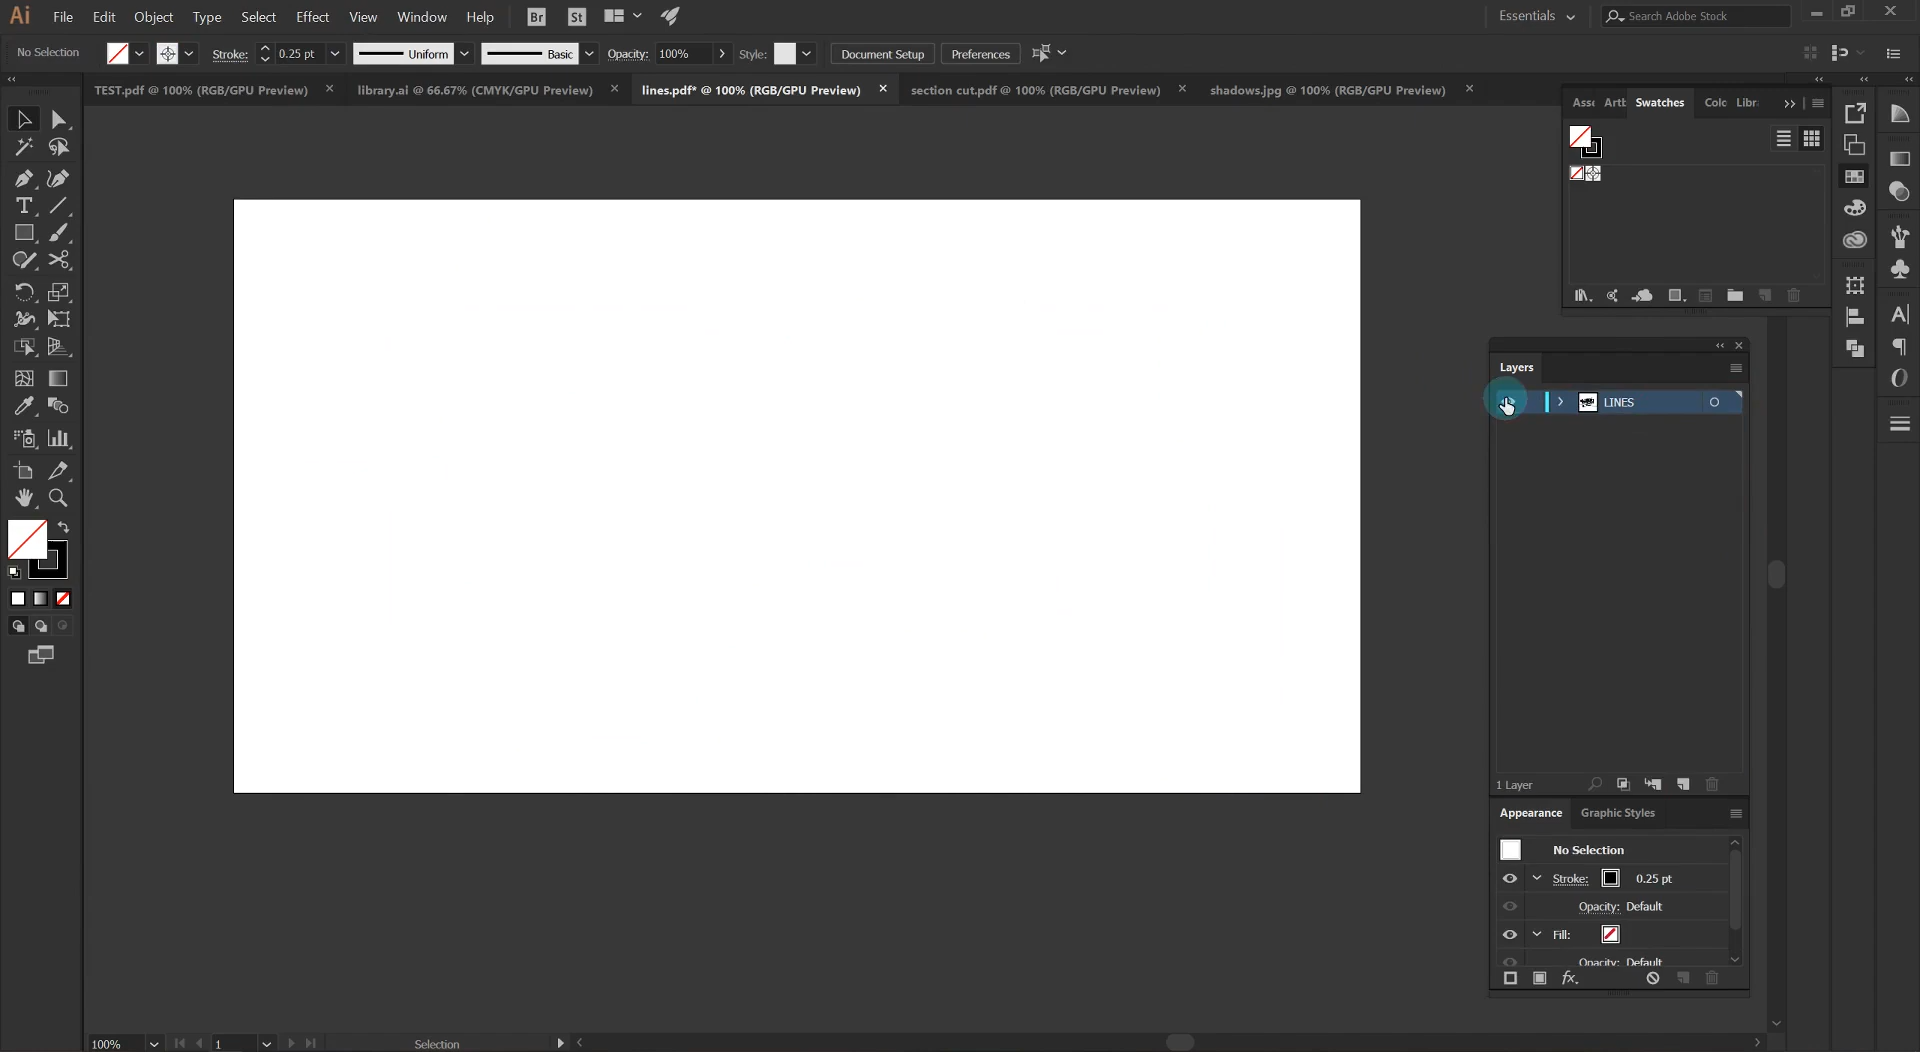 Ai File Edit Object Type Select Effect View Window Help Br St Essentials Search Adobe Stock
No Selection Stroke: 0.25 pt Uniform Basic Opacity: 100% Style: Document Setup Preferences
TEST.pdf @ 100% (RGB/GPU Preview) library.ai @ 66.67% (CMYK/GPU Preview) lines.pdf* @ 100% (RGB/GPU Preview) section cut.pdf @ 100% (RGB/GPU Preview) shadows.jpg @ 100% (RGB/GPU Preview)
Asse Artb Swatches Colo Libra
Layers
LINES
1 Layer
Appearance Graphic Styles
No Selection
Stroke: 0.25 pt
Opacity: Default
Fill:
Opacity: Default
fx
100% 1 Selection